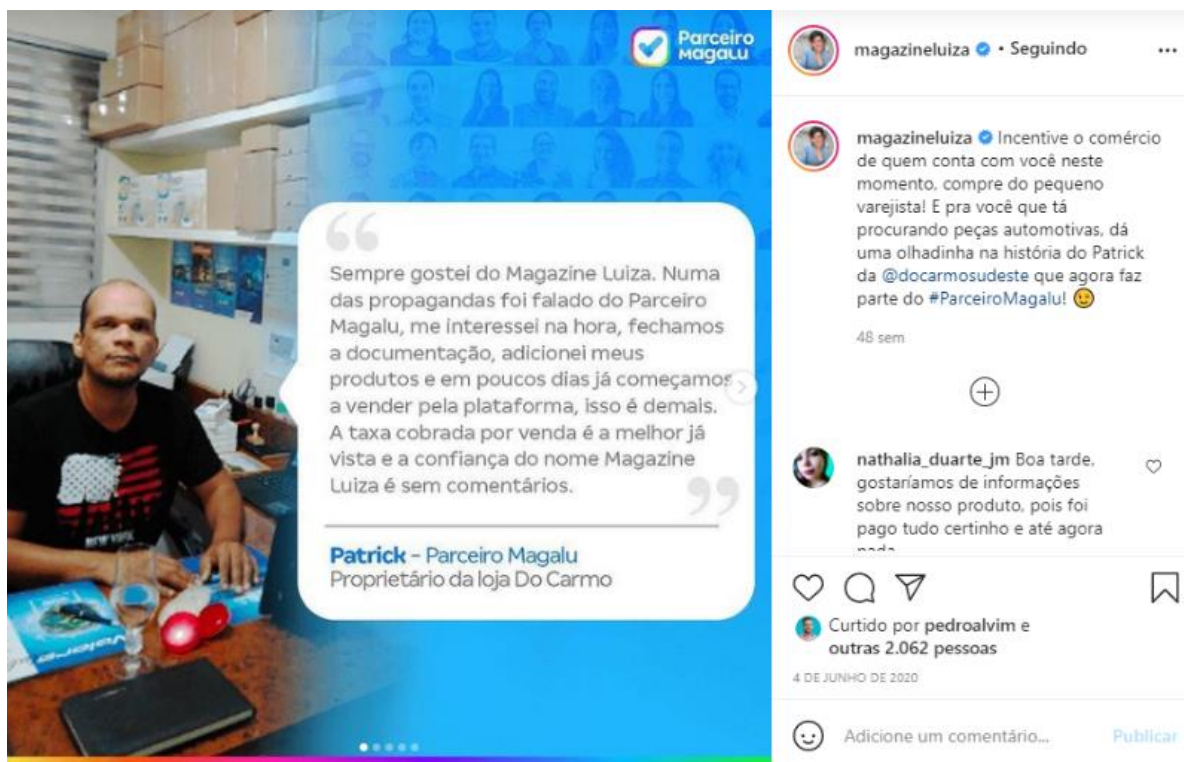 Parceiro
Magalu
“
Sempre gostei do Magazine Luiza. Numa
das propagandas foi falado do Parceiro
Magalu, me interessei na hora, fechamos
a documentação, adicionei meus
produtos e em poucos dias já começamos
a vender pela plataforma, isso é demais.
A taxa cobrada por venda é a melhor já
vista e a confiança do nome Magazine
Luiza é sem comentários.
”
Patrick – Parceiro Magalu
Proprietário da loja Do Carmo
NEW YORK
Valero
magazineluiza • Seguindo
magazineluiza Incentive o comércio
de quem conta com você neste
momento, compre do pequeno
varejista! E pra você que tá
procurando peças automotivas, dá
uma olhadinha na história do Patrick
da @docarmosudeste que agora faz
parte do #ParceiroMagalu! 😉
48 sem
nathalia_duarte_jm Boa tarde,
gostaríamos de informações
sobre nosso produto, pois foi
pago tudo certinho e até agora
nada
Curtido por pedroalvim e
outras 2.062 pessoas
4 DE JUNHO DE 2020
Adicione um comentário... Publicar